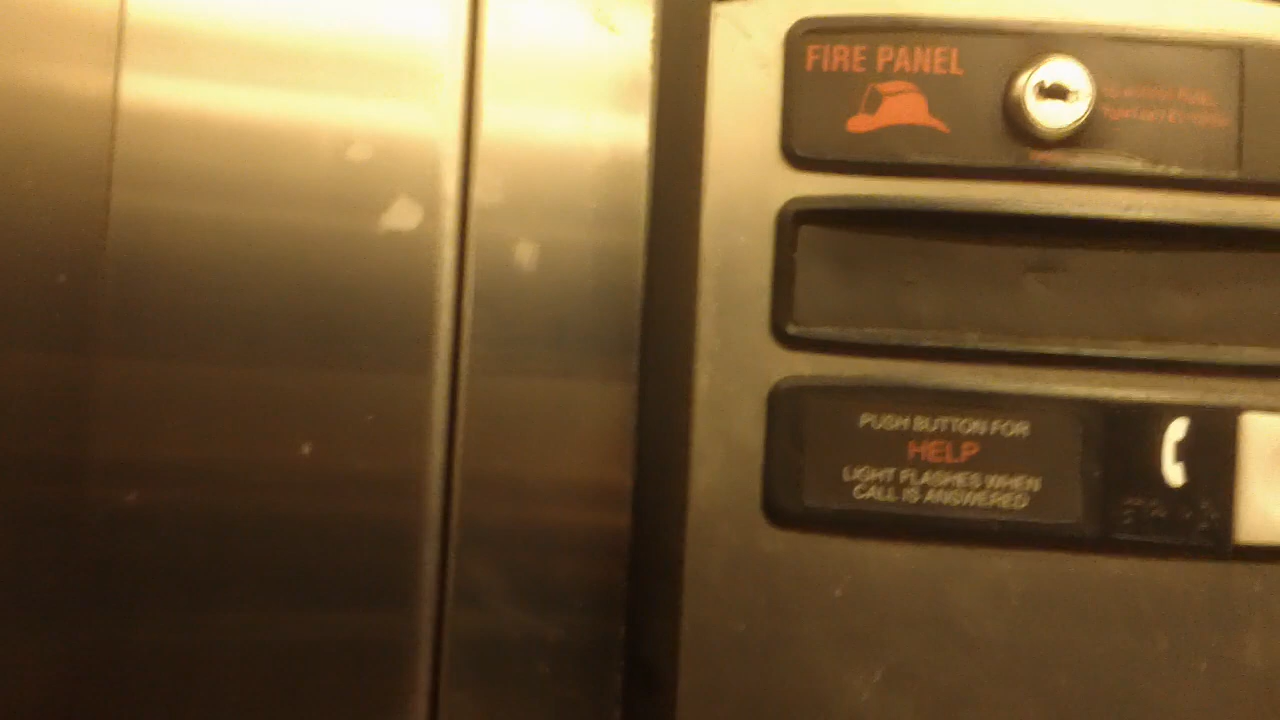 FIRE PANEL
PUSH BUTTON FOR
HELP
LIGHT FLASHES WHEN
CALL IS ANSWERED